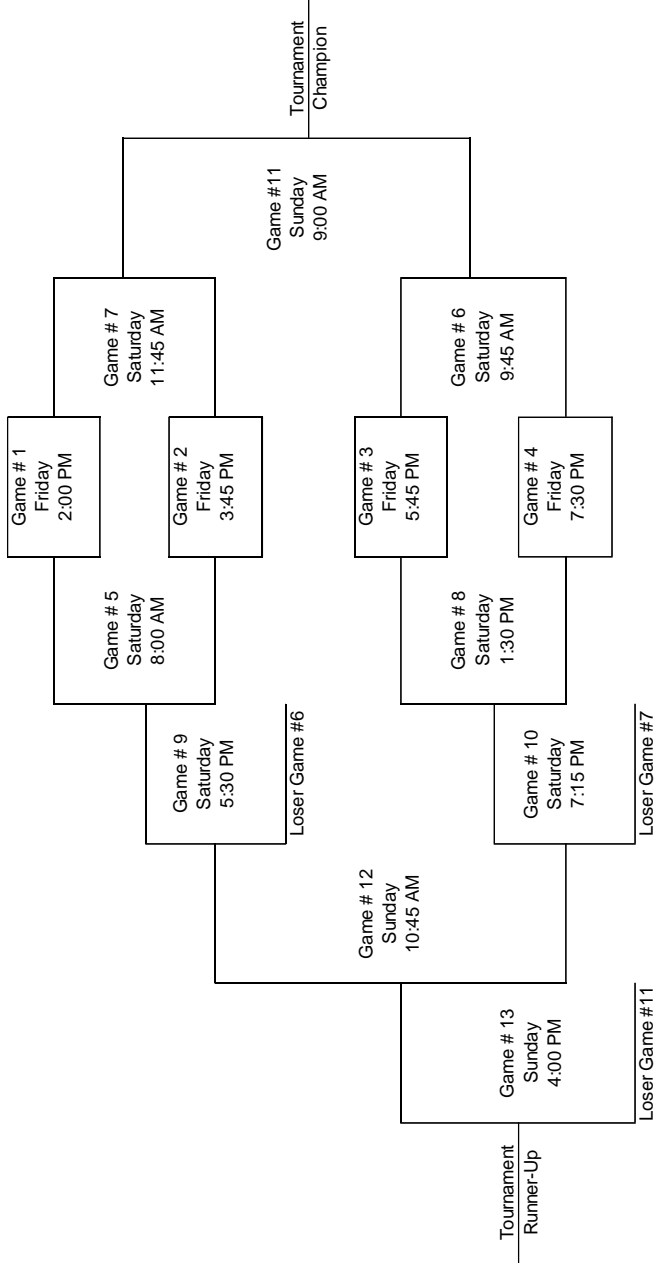 Tournament
Champion
Game #11
Sunday
9:00 AM
Game # 7
Saturday
11:45 AM
Game # 6
Saturday
9:45 AM
Game # 1
Friday
2:00 PM
Game # 2
Friday
3:45 PM
Game # 3
Friday
5:45 PM
Game # 4
Friday
7:30 PM
Game # 5
Saturday
8:00 AM
Game # 8
Saturday
1:30 PM
Game # 9
Saturday
5:30 PM
Loser Game #6
Game # 10
Saturday
7:15 PM
Loser Game #7
Game # 12
Sunday
10:45 AM
Game # 13
Sunday
4:00 PM
Loser Game #11
Tournament
Runner-Up